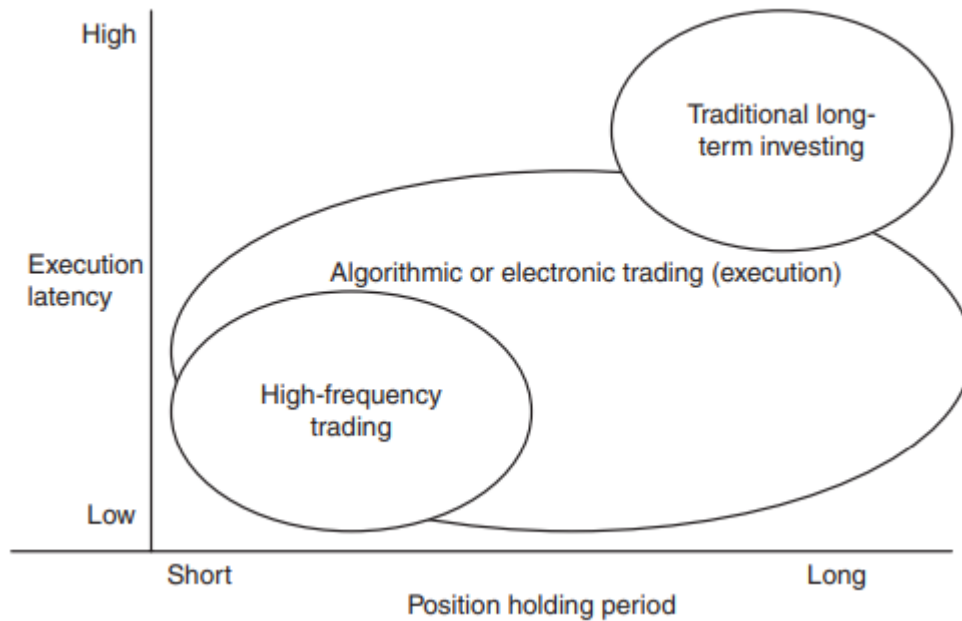 High
Traditional long-
term investing
Execution
latency
Algorithmic or electronic trading (execution)
High-frequency
trading
Low
Short
Long
Position holding period